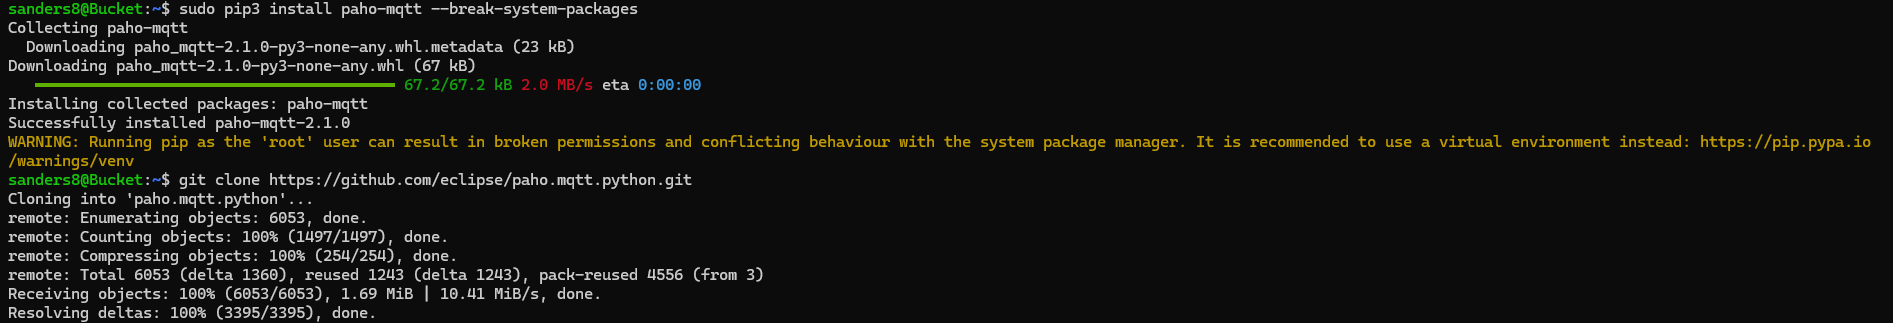 sanders8@Bucket:~$ sudo pip3 install paho-mqtt --break-system-packages
Collecting paho-mqtt
  Downloading paho_mqtt-2.1.0-py3-none-any.whl.metadata (23 kB)
Downloading paho_mqtt-2.1.0-py3-none-any.whl (67 kB)
67.2/67.2 kB 2.0 MB/s eta 0:00:00
Installing collected packages: paho-mqtt
Successfully installed paho-mqtt-2.1.0
WARNING: Running pip as the 'root' user can result in broken permissions and conflicting behaviour with the system package manager. It is recommended to use a virtual environment instead: https://pip.pypa.io
/warnings/venv
sanders8@Bucket:~$ git clone https://github.com/eclipse/paho.mqtt.python.git
Cloning into 'paho.mqtt.python'...
remote: Enumerating objects: 6053, done.
remote: Counting objects: 100% (1497/1497), done.
remote: Compressing objects: 100% (254/254), done.
remote: Total 6053 (delta 1360), reused 1243 (delta 1243), pack-reused 4556 (from 3)
Receiving objects: 100% (6053/6053), 1.69 MiB | 10.41 MiB/s, done.
Resolving deltas: 100% (3395/3395), done.